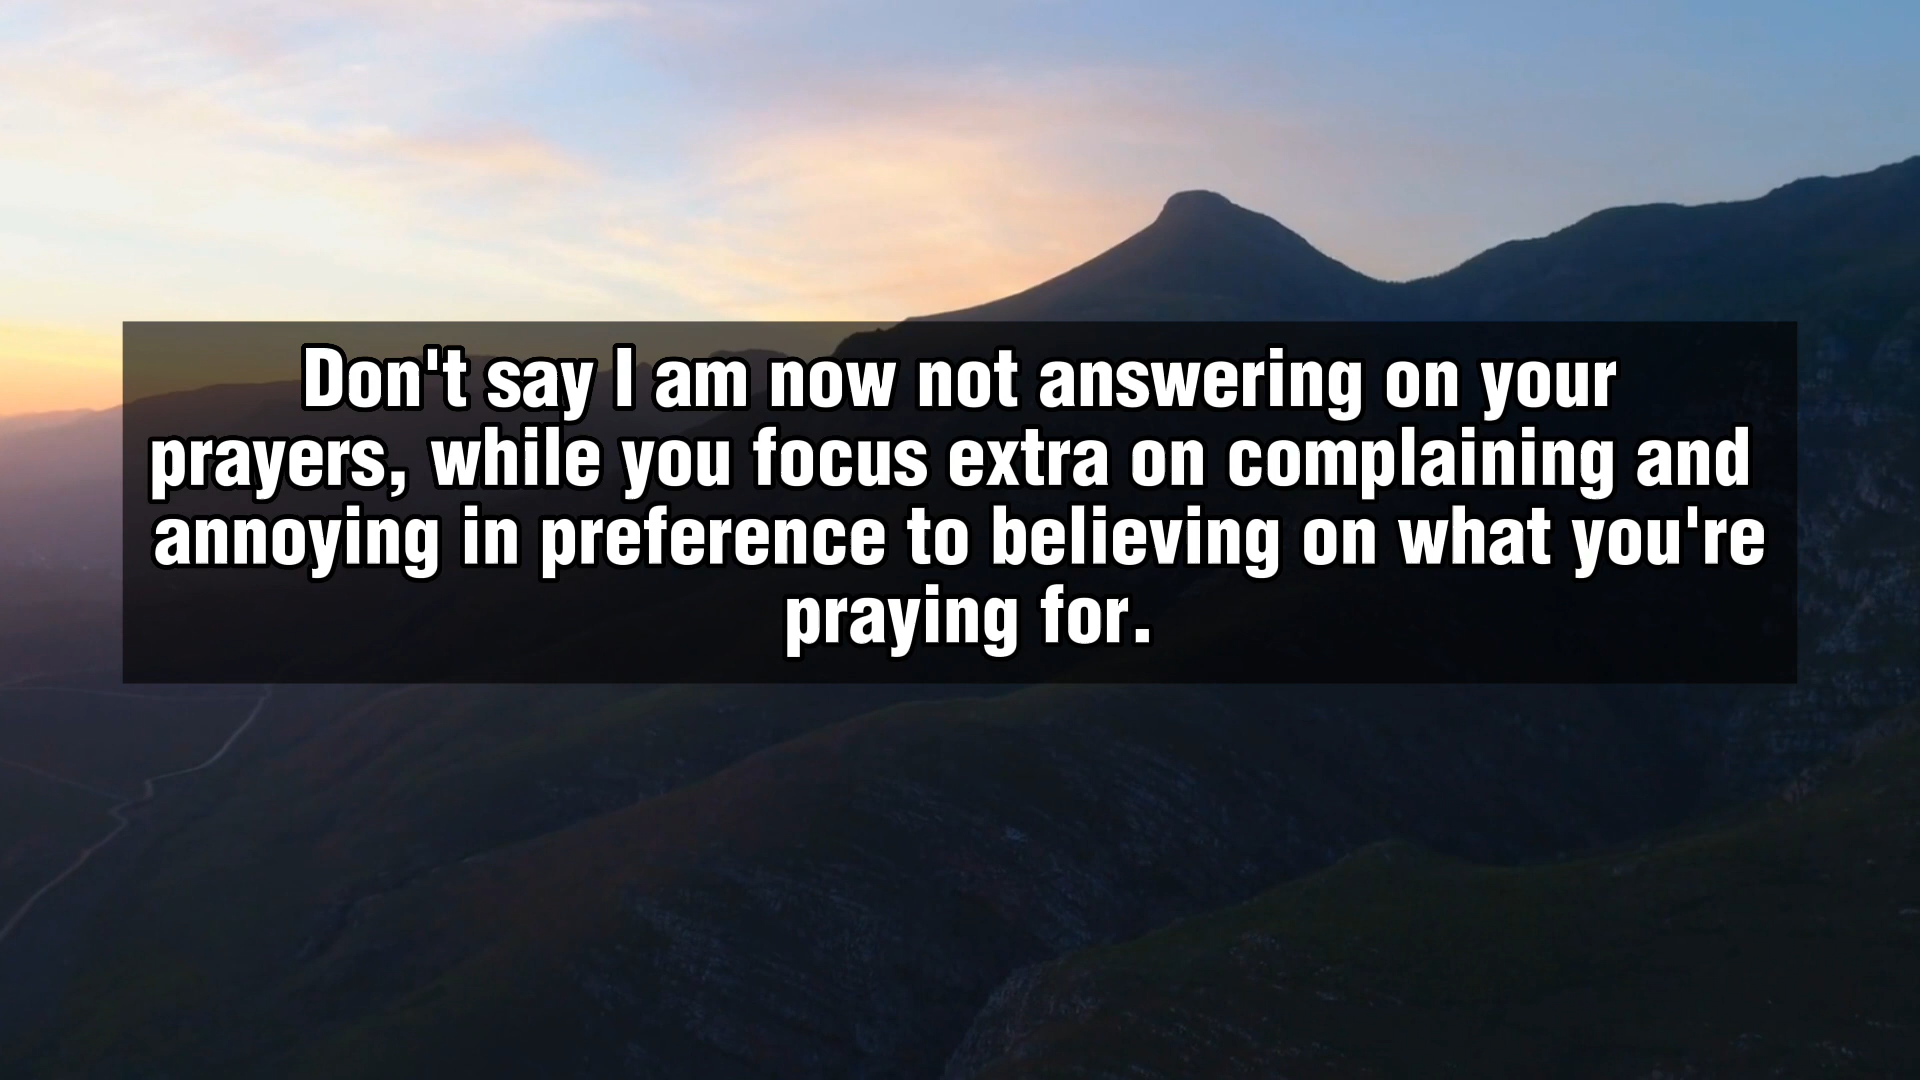 Don't say I am now not answering on your
prayers, while you focus extra on complaining and
annoying in preference to believing on what you're
praying for.